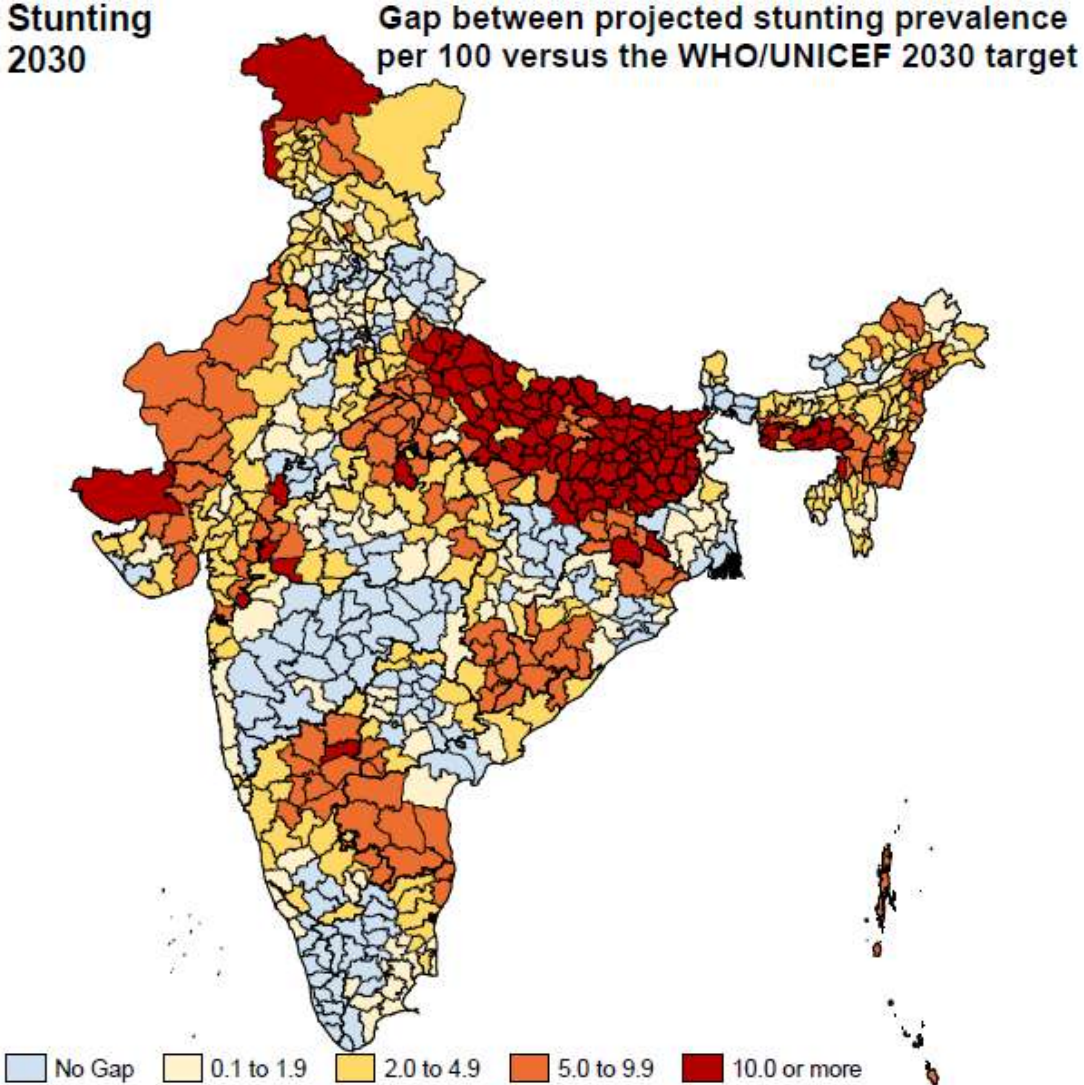 Stunting
2030
Gap between projected stunting prevalence
per 100 versus the WHO/UNICEF 2030 target
No Gap
0.1 to 1.9
2.0 to 4.9
5.0 to 9.9
10.0 or more